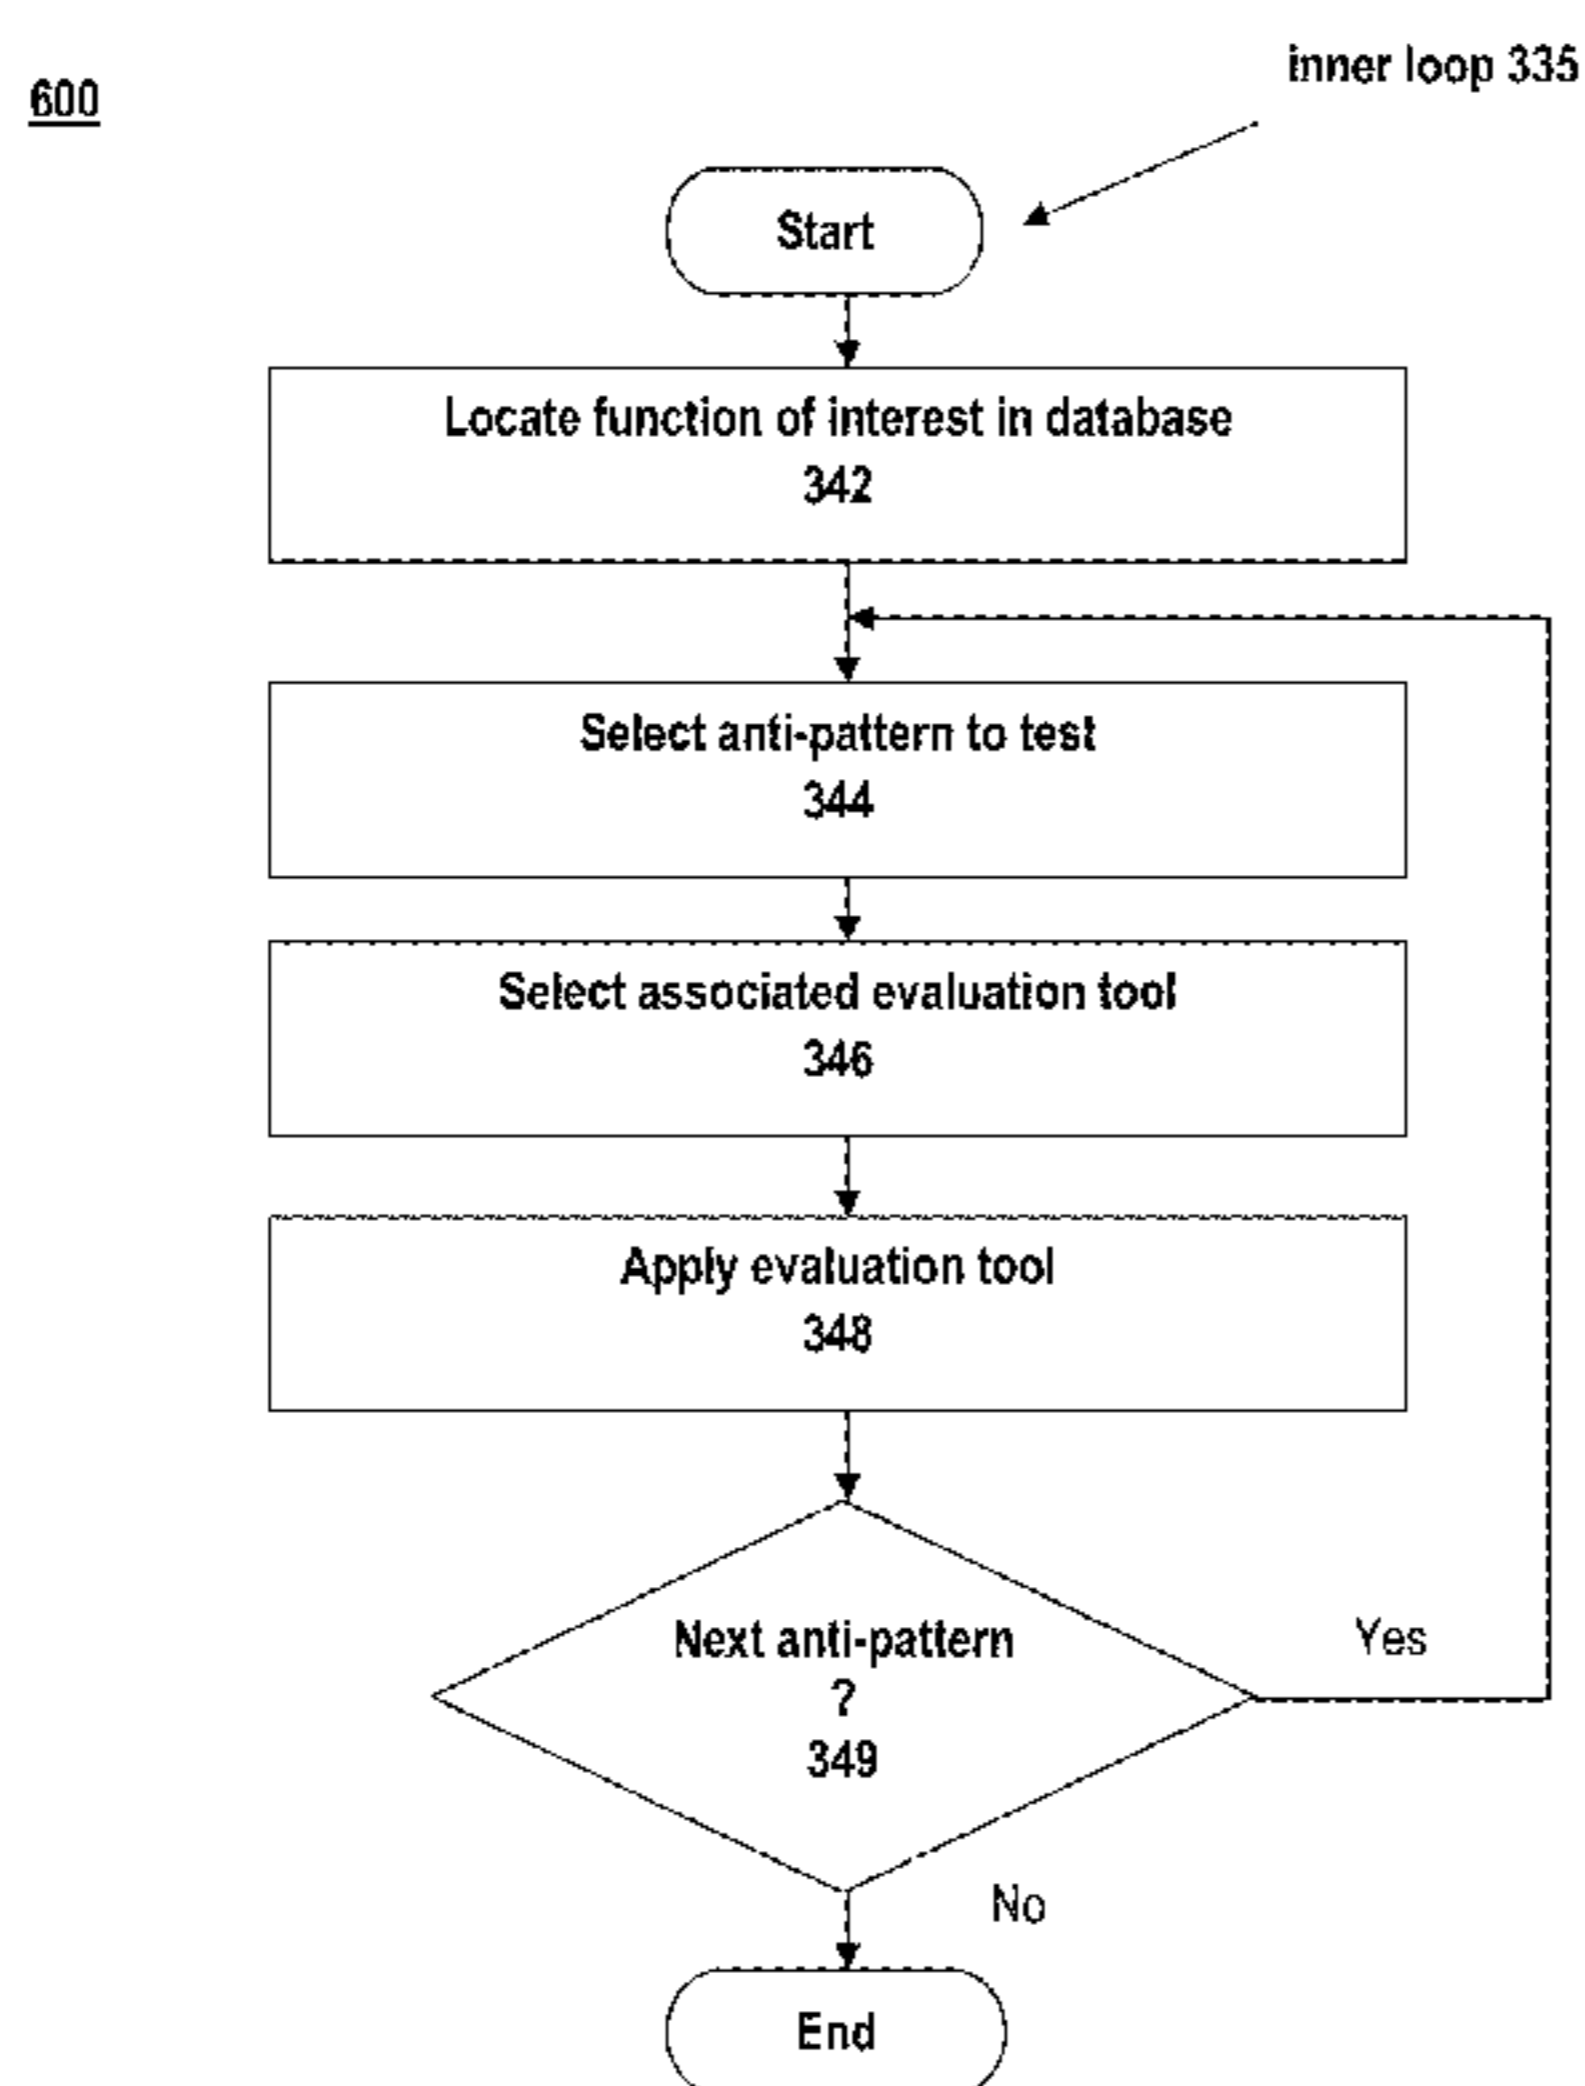 600
inner loop 335
Start
Locate function of interest in database
342
Select anti-pattern to test
344
Select associated evaluation tool
346
Apply evaluation tool
348
Next anti-pattern
?
349
Yes
No
End